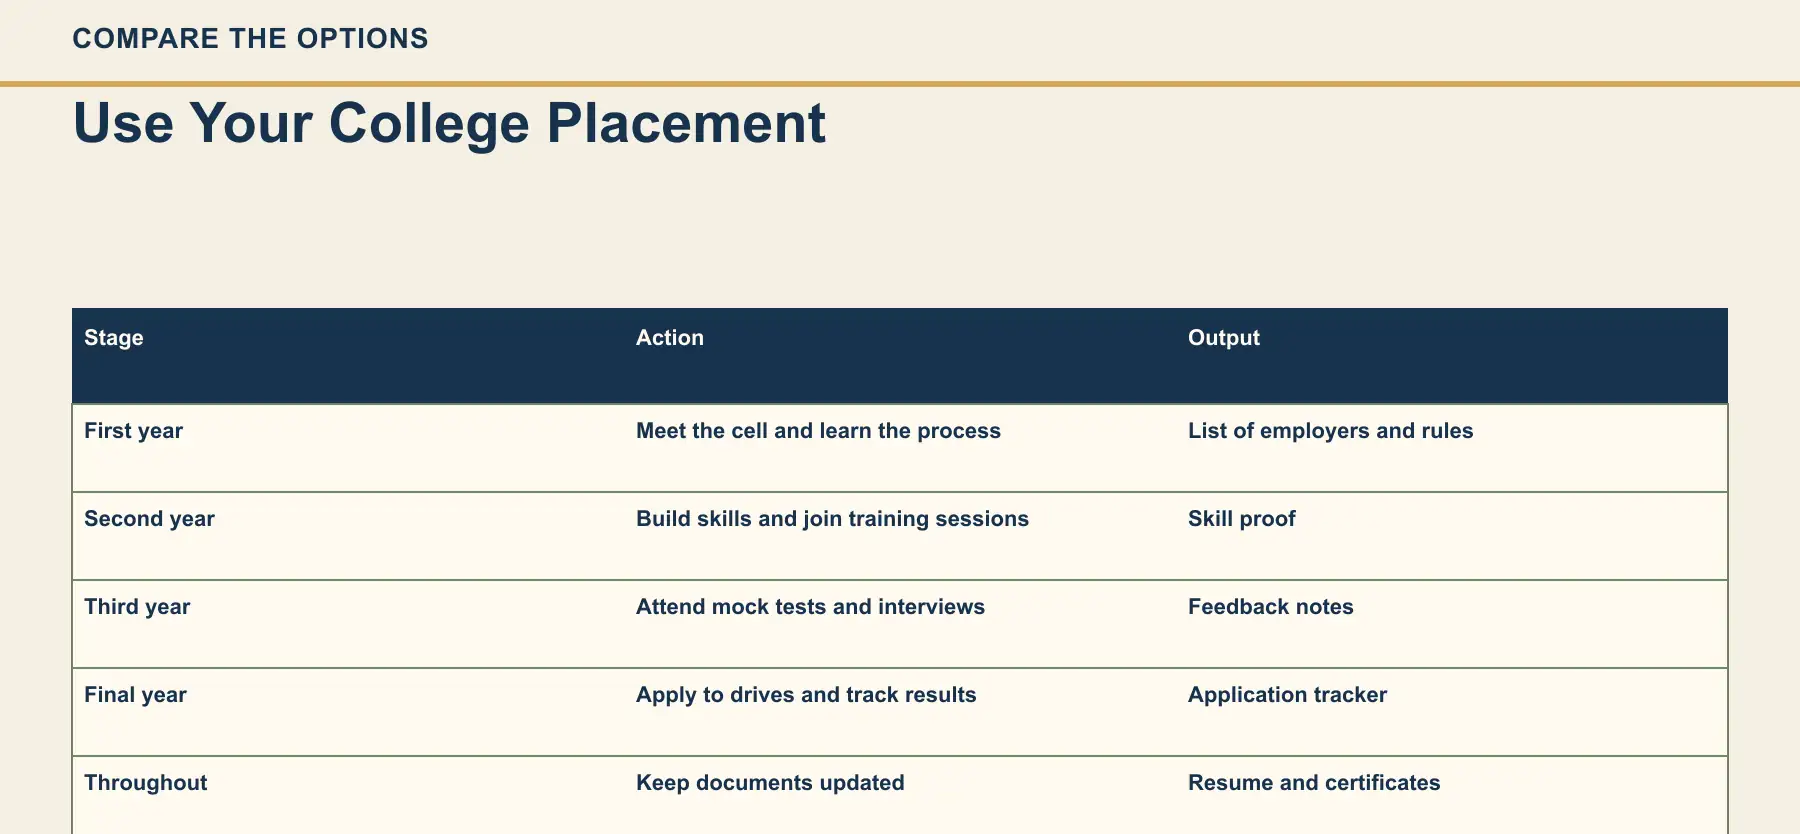 COMPARE THE OPTIONS
Use Your College Placement
Stage Action Output
First year Meet the cell and learn the process List of employers and rules
Second year Build skills and join training sessions Skill proof
Third year Attend mock tests and interviews Feedback notes
Final year Apply to drives and track results Application tracker
Throughout Keep documents updated Resume and certificates